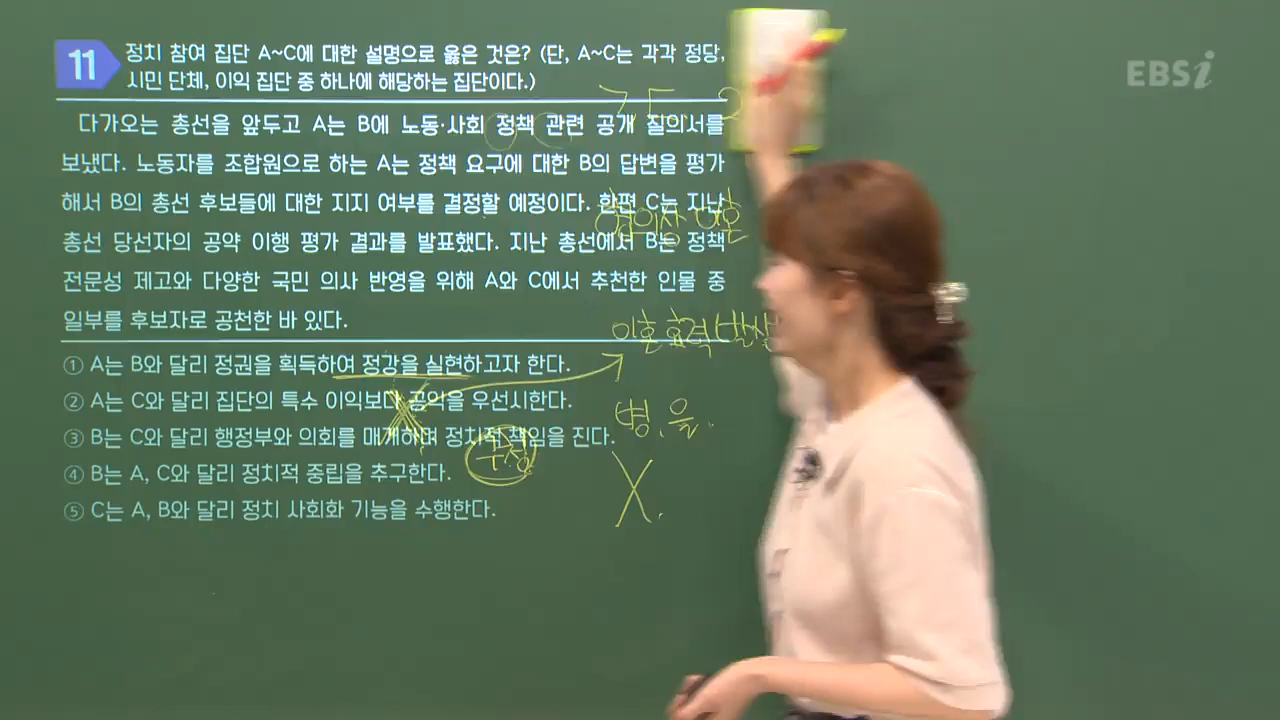 EBSi
11
정치 참여 집단 A~C에 대한 설명으로 옳은 것은? (단, A~C는 각각 정당,
시민 단체, 이익 집단 중 하나에 해당하는 집단이다.)
다가오는 총선을 앞두고 A는 B에 노동·사회 정책 관련 공개 질의서를
보냈다. 노동자를 조합원으로 하는 A는 정책 요구에 대한 B의 답변을 평가
해서 B의 총선 후보들에 대한 지지 여부를 결정할 예정이다. 한편 C는 지난
총선 당선자의 공약 이행 평가 결과를 발표했다. 지난 총선에서 B는 정책
전문성 제고와 다양한 국민 의사 반영을 위해 A와 C에서 추천한 인물 중
일부를 후보자로 공천한 바 있다.
① A는 B와 달리 정권을 획득하여 정강을 실현하고자 한다.
② A는 C와 달리 집단의 특수 이익보다 공익을 우선시한다.
③ B는 C와 달리 행정부와 의회를 매개하며 정치적 책임을 진다.
④ B는 A, C와 달리 정치적 중립을 추구한다.
⑤ C는 A, B와 달리 정치 사회화 기능을 수행한다.
이혼 효력 발생
병, 을.
X.